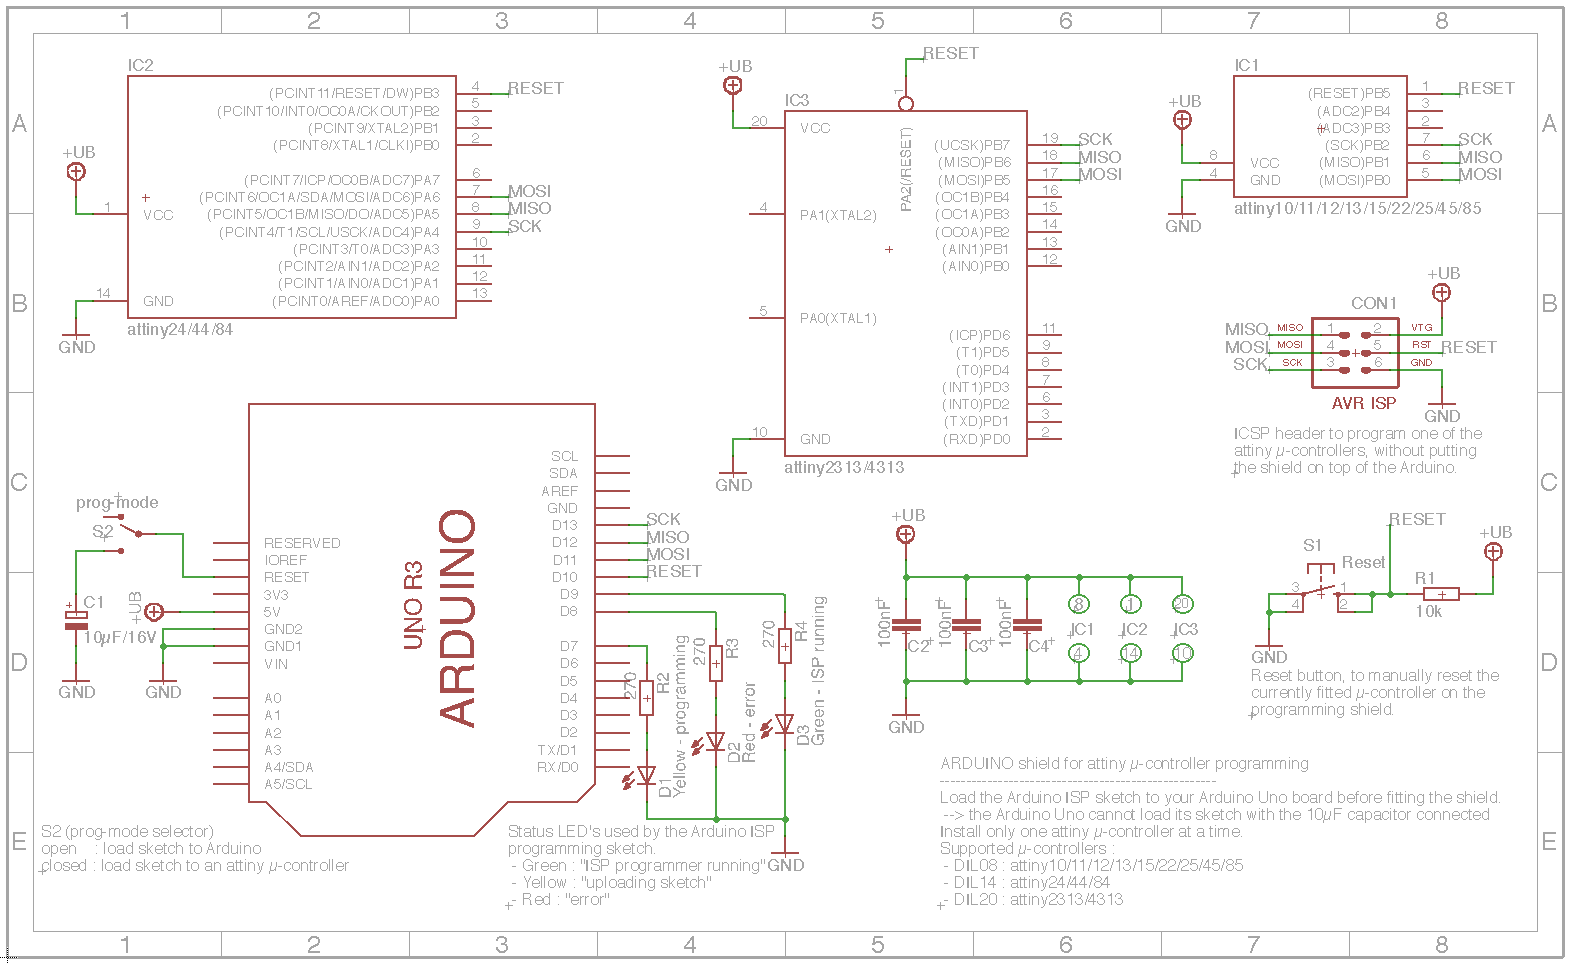 1 2 3 4 5 6 7 8
A
B
C
D
E
A
B
C
D
E
IC2
(PCINT11/RESET/DW)PB3 4 RESET
(PCINT10/INT0/OC0A/CKOUT)PB2 5
(PCINT9/XTAL2)PB1 3
(PCINT8/XTAL1/CLKI)PB0 2
(PCINT7/ICP/OC0B/ADC7)PA7 6
(PCINT6/OC1A/SDA/MOSI/ADC6)PA6 7 MOSI
(PCINT5/OC1B/MISO/DO/ADC5)PA5 8 MISO
(PCINT4/T1/SCL/USCK/ADC4)PA4 9 SCK
(PCINT3/T0/ADC3)PA3 10
(PCINT2/AIN1/ADC2)PA2 11
(PCINT1/AIN0/ADC1)PA1 12
(PCINT0/AREF/ADC0)PA0 13
+UB
1 VCC
14 GND
GND
attiny24/44/84
RESET
+UB
IC3
1
PA2(/RESET)
20 VCC
4 PA1(XTAL2)
5 PA0(XTAL1)
10 GND
GND
(UCSK)PB7 19 SCK
(MISO)PB6 18 MISO
(MOSI)PB5 17 MOSI
(OC1B)PB4 16
(OC1A)PB3 15
(OC0A)PB2 14
(AIN1)PB1 13
(AIN0)PB0 12
(ICP)PD6 11
(T1)PD5 9
(T0)PD4 8
(INT1)PD3 7
(INT0)PD2 6
(TXD)PD1 3
(RXD)PD0 2
attiny2313/4313
IC1
+UB
(RESET)PB5 1 RESET
(ADC2)PB4 3
(ADC3)PB3 2
(SCK)PB2 7 SCK
8 VCC (MISO)PB1 6 MISO
4 GND (MOSI)PB0 5 MOSI
GND
attiny10/11/12/13/15/22/25/45/85
+UB
CON1
MISO MISO 1 2 VTG
MOSI MOSI 4 5 RST RESET
SCK SCK 3 6 GND
AVR ISP
GND
ICSP header to program one of the
attiny µ-controllers, without putting
the shield on top of the Arduino.
prog-mode
S2
C1
10µF/16V
+UB
GND
GND
RESERVED
IOREF
RESET
3V3
5V
GND2
GND1
VIN
A0
A1
A2
A3
A4/SDA
A5/SCL
UNO R3
ARDUINO
SCL
SDA
AREF
GND
D13 SCK
D12 MISO
D11 MOSI
D10 RESET
D9
D8
D7
D6
D5
D4
D3
D2
TX/D1
RX/D0
270 R2
D1
Yellow - programming
270 R3
D2
Red - error
270 R4
D3
Green - ISP running
GND
+UB
100nF C2
100nF C3
100nF C4
8 1 20
IC1 IC2 IC3
4 14 10
GND
RESET
+UB
S1
Reset
3 1
4 2
R1
10k
GND
Reset button, to manually reset the
currently fitted µ-controller on the
programming shield.
S2 (prog-mode selector)
open : load sketch to Arduino
closed : load sketch to an attiny µ-controller
Status LED's used by the Arduino ISP
programming sketch.
- Green : "ISP programmer running"
- Yellow : "uploading sketch"
- Red : "error"
ARDUINO shield for attiny µ-controller programming
----------------------------------------
Load the Arduino ISP sketch to your Arduino Uno board before fitting the shield.
--> the Arduino Uno cannot load its sketch with the 10µF capacitor connected
Install only one attiny µ-controller at a time.
Supported µ-controllers :
- DIL08 : attiny10/11/12/13/15/22/25/45/85
- DIL14 : attiny24/44/84
- DIL20 : attiny2313/4313
1 2 3 4 5 6 7 8